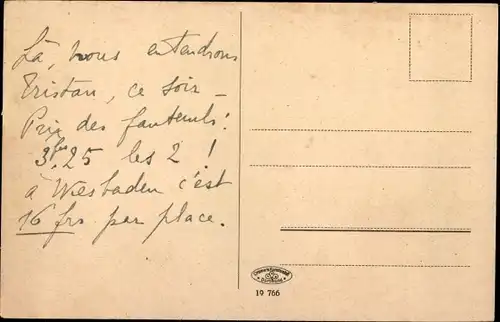 Là, nous entendrons
Tristan, ce soir –
Prix des fauteuils:
3frs,25 les 2 !
à Wiesbaden c'est
16 frs par place.
19 766